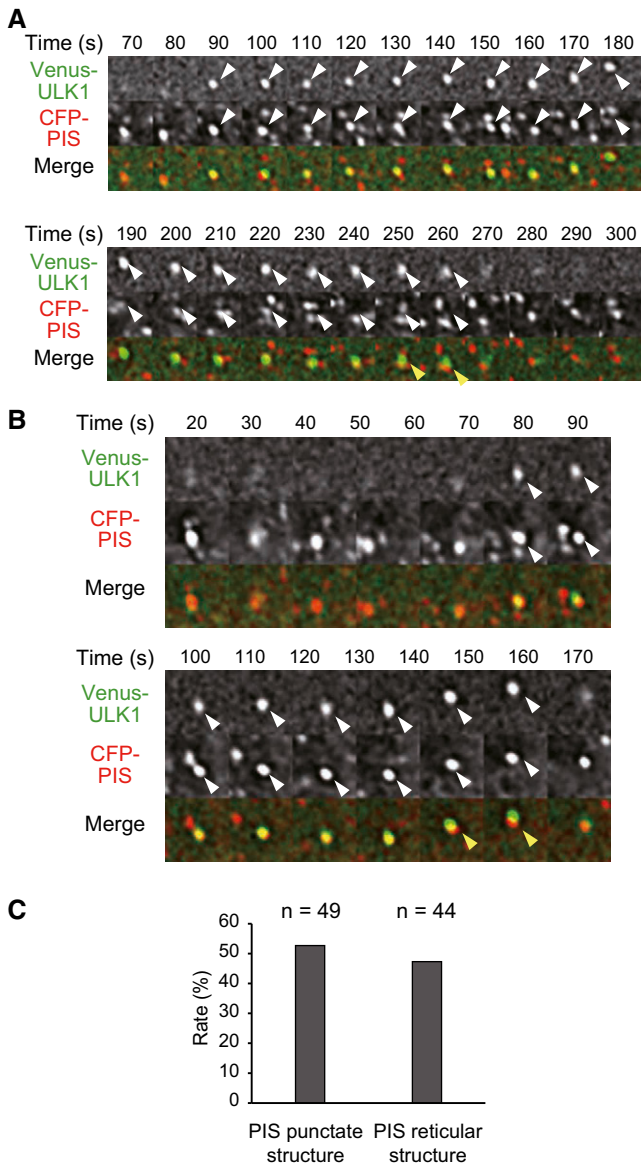 A
Time (s) 70 80 90 100 110 120 130 140 150 160 170 180
Venus-
ULK1
CFP-
PIS
Merge
Time (s) 190 200 210 220 230 240 250 260 270 280 290 300
Venus-
ULK1
CFP-
PIS
Merge
B
Time (s) 20 30 40 50 60 70 80 90
Venus-
ULK1
CFP-
PIS
Merge
Time (s) 100 110 120 130 140 150 160 170
Venus-
ULK1
CFP-
PIS
Merge
C
n = 49 n = 44
60
50
40
30
20
10
0
Rate (%)
PIS punctate
structure
PIS reticular
structure